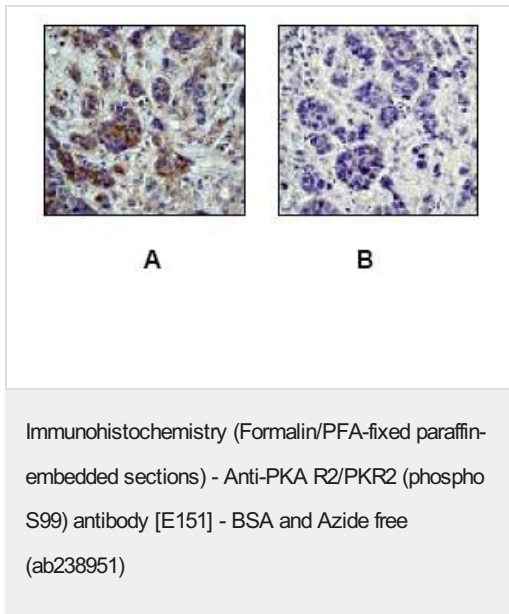 A B
Immunohistochemistry (Formalin/PFA-fixed paraffin-
embedded sections) - Anti-PKA R2/PKR2 (phospho
S99) antibody [E151] - BSA and Azide free
(ab238951)